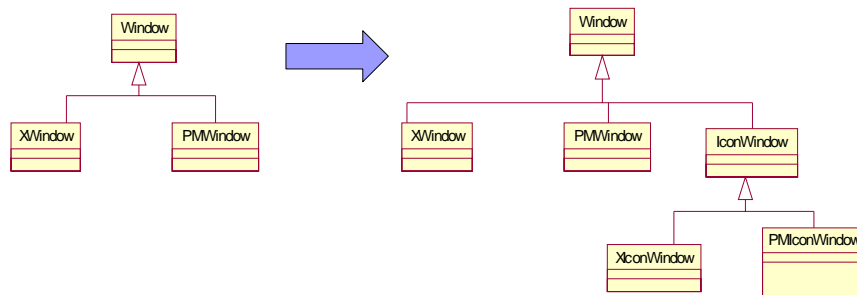 Window
XWindow
PMWindow
Window
XWindow
PMWindow
IconWindow
XIconWindow
PMIconWindow